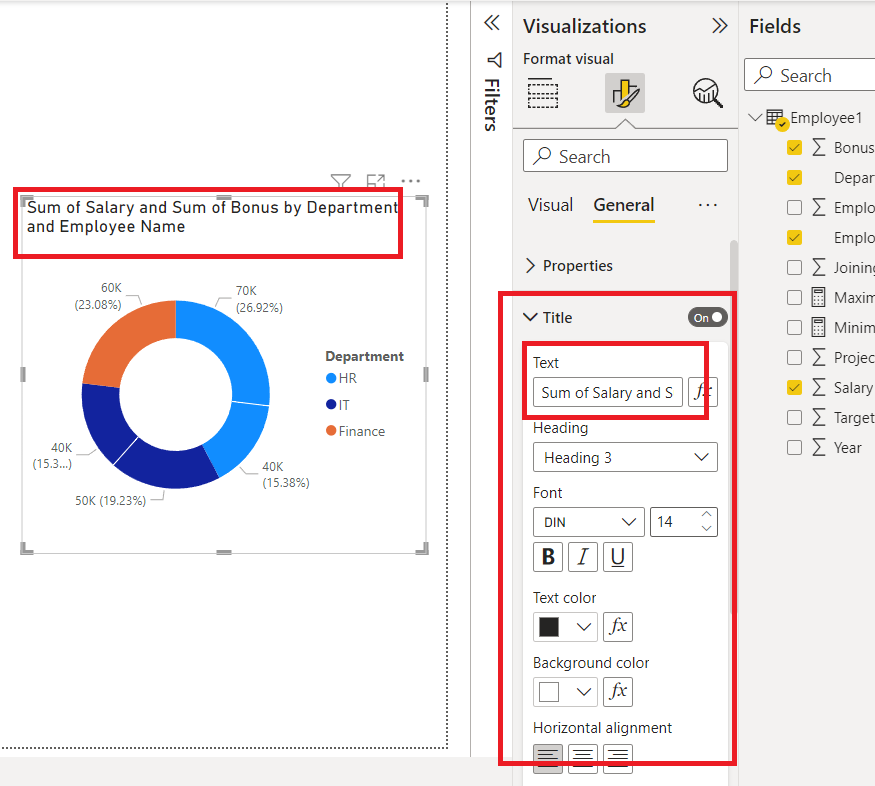 Sum of Salary and Sum of Bonus by Department
and Employee Name
60K
(23.08%)
70K
(26.92%)
40K
(15.3...)
50K (19.23%)
40K
(15.38%)
Department
HR
IT
Finance
Filters
Visualizations
Format visual
Search
Visual
General
...
Properties
Title
On
Text
Sum of Salary and S
fx
Heading
Heading 3
Font
DIN
14
B
I
U
Text color
fx
Background color
fx
Horizontal alignment
Fields
Search
Employee1
Σ Bonus
Depar
Σ Emplo
Emplo
Σ Joining
Maxim
Minim
Σ Projec
Σ Salary
Σ Target
Σ Year